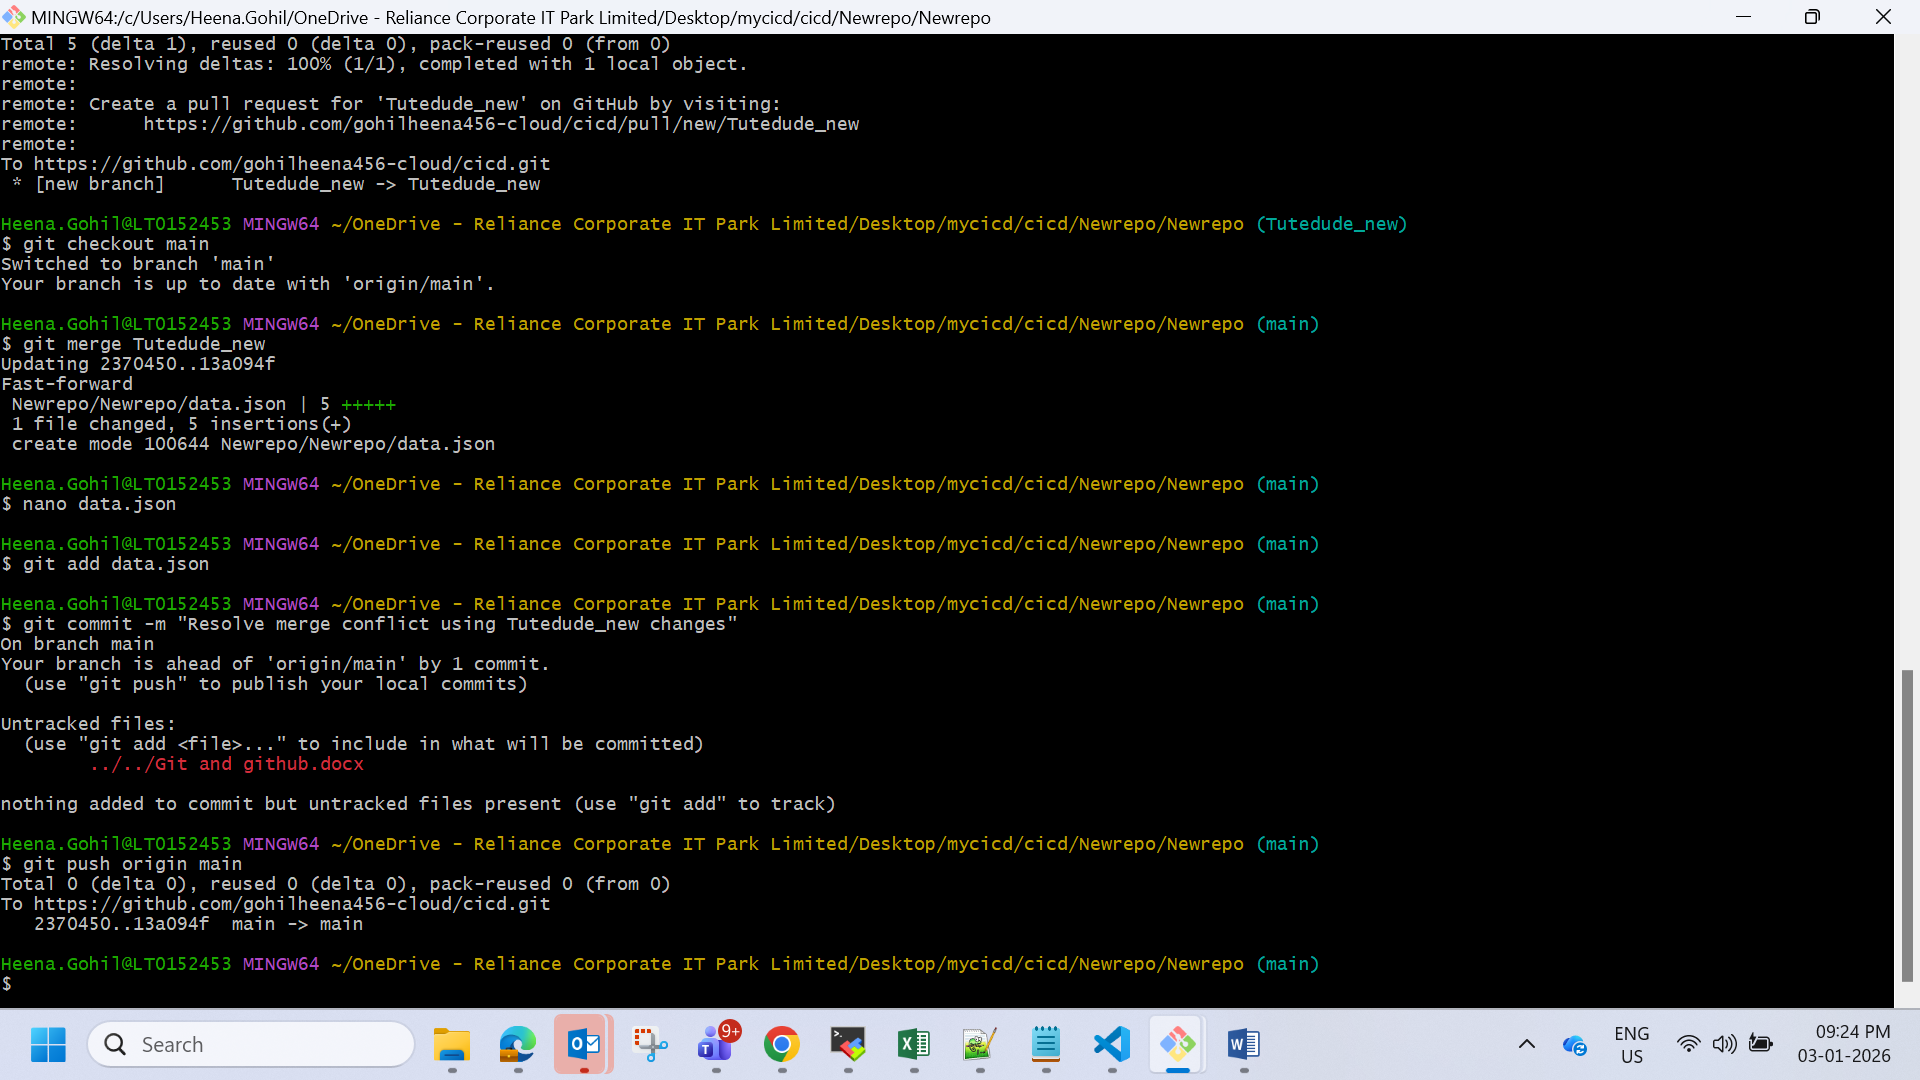 MINGW64:/c/Users/Heena.Gohil/OneDrive - Reliance Corporate IT Park Limited/Desktop/mycicd/cicd/Newrepo/Newrepo
Total 5 (delta 1), reused 0 (delta 0), pack-reused 0 (from 0)
remote: Resolving deltas: 100% (1/1), completed with 1 local object.
remote:
remote: Create a pull request for 'Tutedude_new' on GitHub by visiting:
remote:      https://github.com/gohilheena456-cloud/cicd/pull/new/Tutedude_new
remote:
To https://github.com/gohilheena456-cloud/cicd.git
 * [new branch]      Tutedude_new -> Tutedude_new
Heena.Gohil@LT0152453 MINGW64 ~/OneDrive - Reliance Corporate IT Park Limited/Desktop/mycicd/cicd/Newrepo/Newrepo (Tutedude_new)
$ git checkout main
Switched to branch 'main'
Your branch is up to date with 'origin/main'.
Heena.Gohil@LT0152453 MINGW64 ~/OneDrive - Reliance Corporate IT Park Limited/Desktop/mycicd/cicd/Newrepo/Newrepo (main)
$ git merge Tutedude_new
Updating 2370450..13a094f
Fast-forward
 Newrepo/Newrepo/data.json | 5 +++++
 1 file changed, 5 insertions(+)
 create mode 100644 Newrepo/Newrepo/data.json
Heena.Gohil@LT0152453 MINGW64 ~/OneDrive - Reliance Corporate IT Park Limited/Desktop/mycicd/cicd/Newrepo/Newrepo (main)
$ nano data.json
Heena.Gohil@LT0152453 MINGW64 ~/OneDrive - Reliance Corporate IT Park Limited/Desktop/mycicd/cicd/Newrepo/Newrepo (main)
$ git add data.json
Heena.Gohil@LT0152453 MINGW64 ~/OneDrive - Reliance Corporate IT Park Limited/Desktop/mycicd/cicd/Newrepo/Newrepo (main)
$ git commit -m "Resolve merge conflict using Tutedude_new changes"
On branch main
Your branch is ahead of 'origin/main' by 1 commit.
  (use "git push" to publish your local commits)
Untracked files:
  (use "git add <file>..." to include in what will be committed)
        ../../Git and github.docx
nothing added to commit but untracked files present (use "git add" to track)
Heena.Gohil@LT0152453 MINGW64 ~/OneDrive - Reliance Corporate IT Park Limited/Desktop/mycicd/cicd/Newrepo/Newrepo (main)
$ git push origin main
Total 0 (delta 0), reused 0 (delta 0), pack-reused 0 (from 0)
To https://github.com/gohilheena456-cloud/cicd.git
   2370450..13a094f  main -> main
Heena.Gohil@LT0152453 MINGW64 ~/OneDrive - Reliance Corporate IT Park Limited/Desktop/mycicd/cicd/Newrepo/Newrepo (main)
$
Search
9+
ENG
US
09:24 PM
03-01-2026